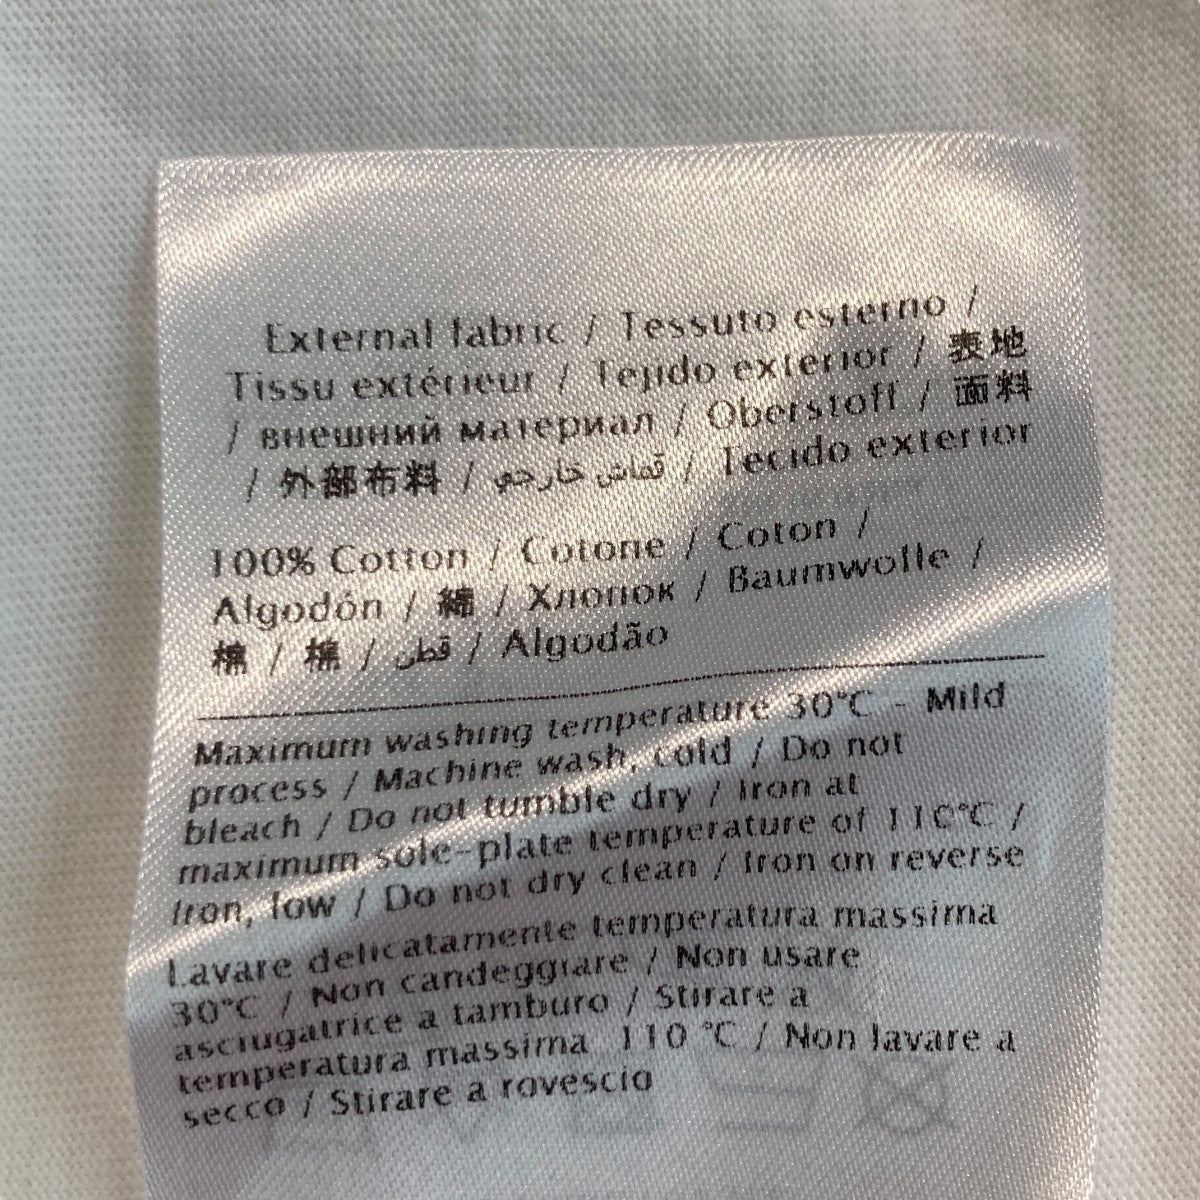 External fabric / Tessuto esterno /
Tissu extérieur / Tejido exterior / 表地
/ внешний материал / Oberstoff / 面料
/ 外部布料 / قماش خارجي / Tecido exterior
100% Cotton / Cotone / Coton /
Algodón / 綿 / Хлопок / Baumwolle /
棉 / 棉 / قطن / Algodão
Maximum washing temperature 30°C - Mild
process / Machine wash, cold / Do not
bleach / Do not tumble dry / Iron at
maximum sole-plate temperature of 110°C /
Iron, low / Do not dry clean / Iron on reverse
Lavare delicatamente temperatura massima
30°C / Non candeggiare / Non usare
asciugatrice a tamburo / Stirare a
temperatura massima 110 °C / Non lavare a
secco / Stirare a rovescio